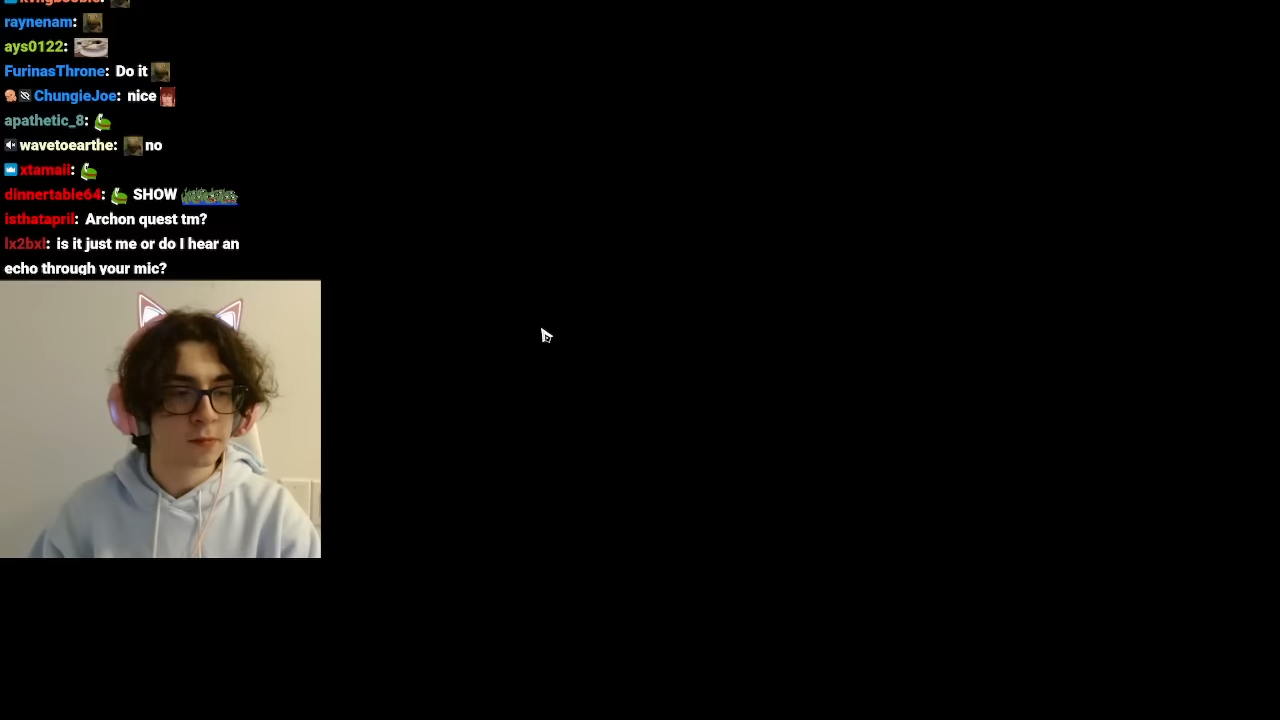 raynenam:
ays0122:
FurinasThrone: Do it
ChungieJoe: nice
apathetic_8:
wavetoearthe: no
xtamaii:
dinnertable64: SHOW
isthatapril: Archon quest tm?
lx2bxl: is it just me or do I hear an
echo through your mic?